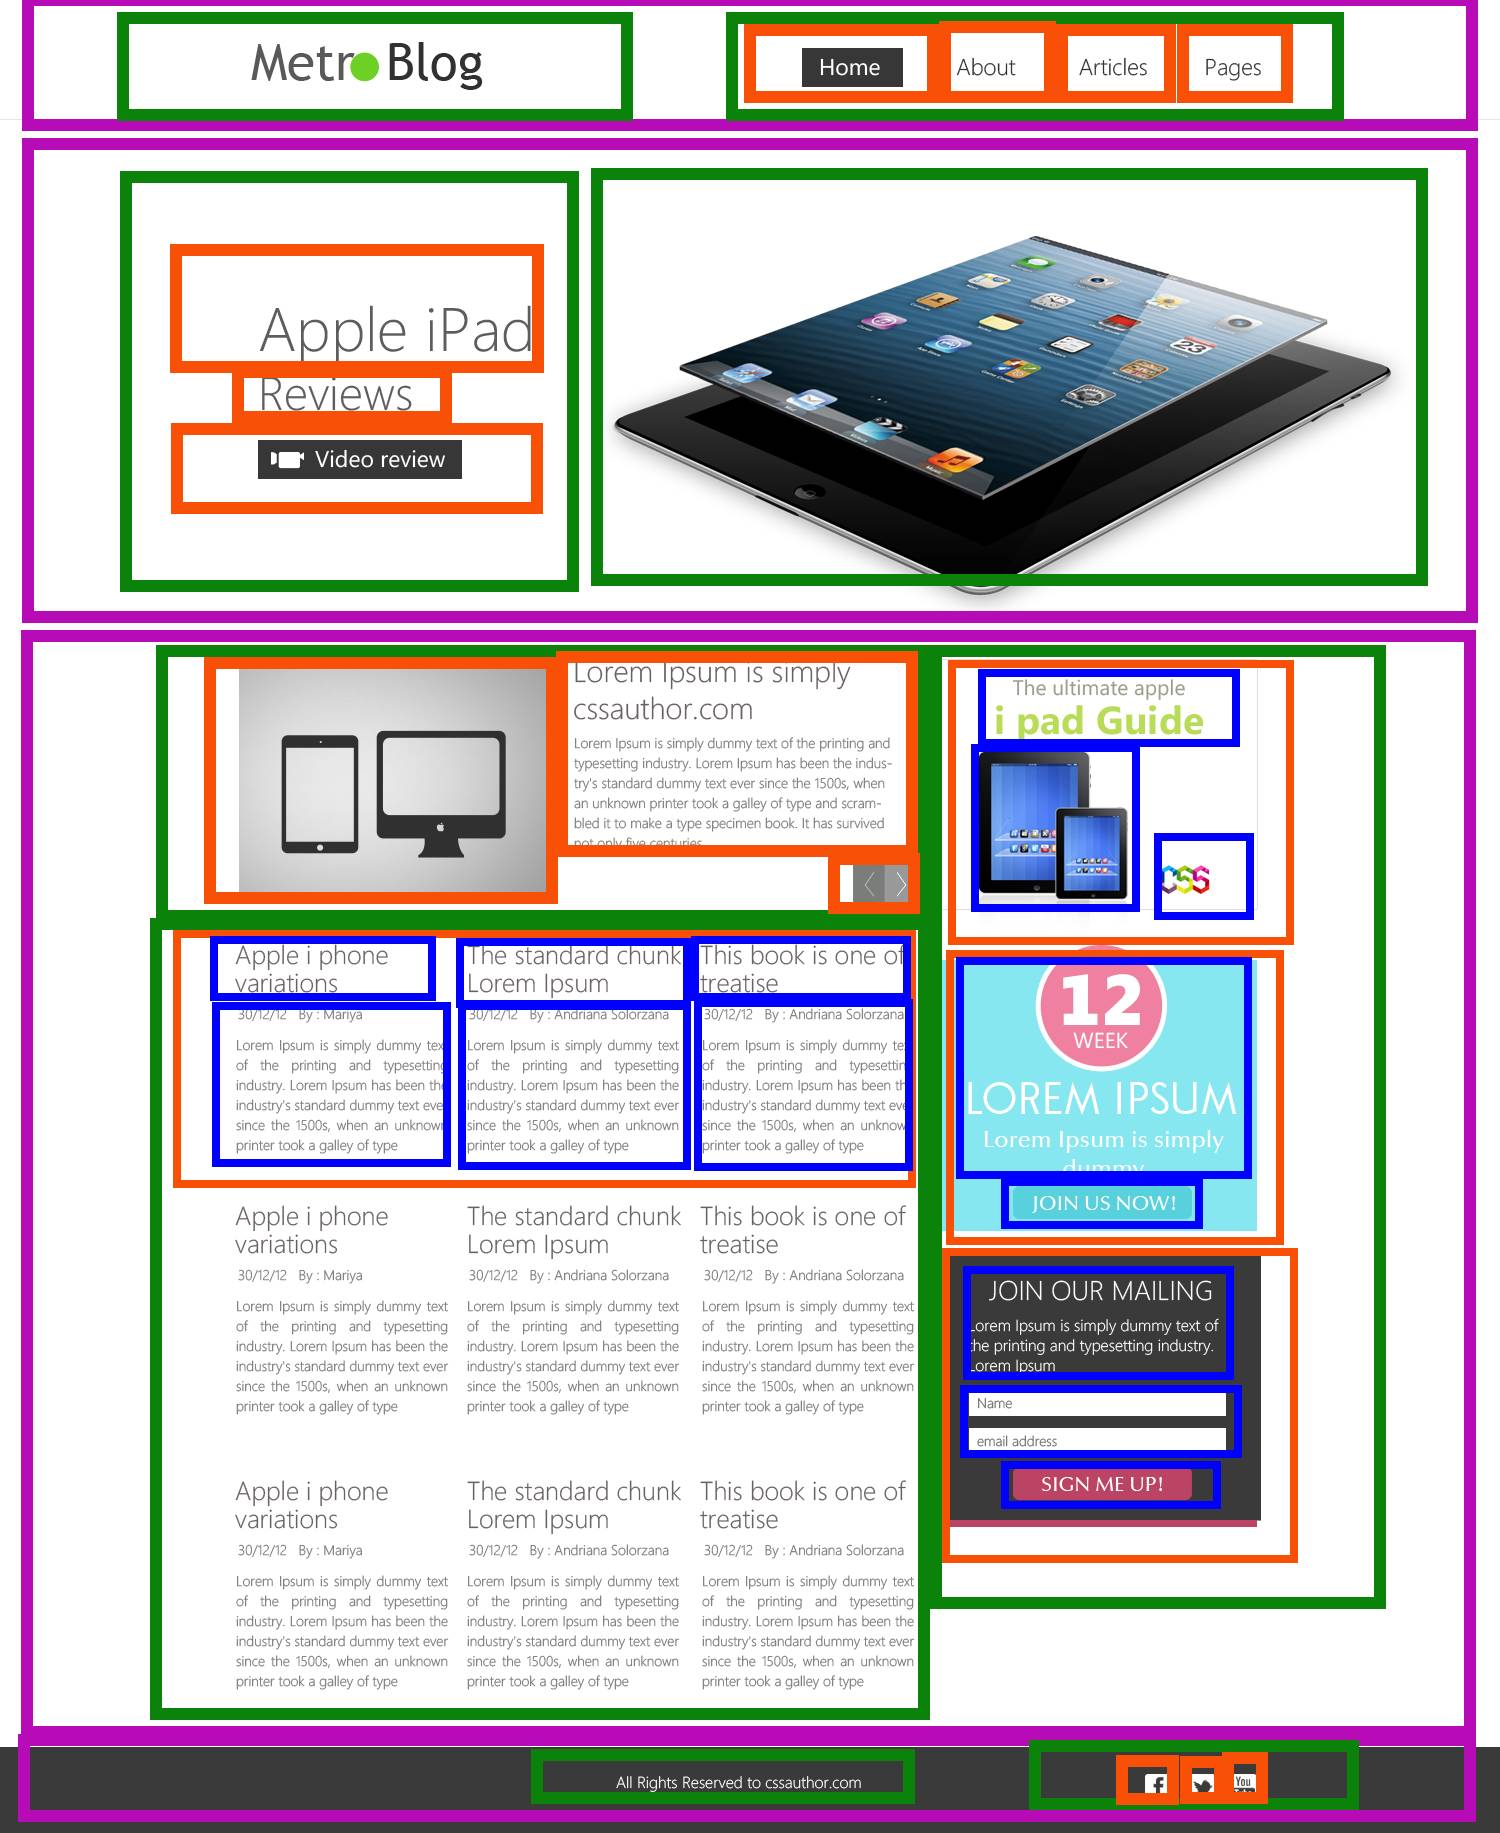 Metro Blog
Home About Articles Pages
Apple iPad
Reviews
Video review
Lorem Ipsum is simply
cssauthor.com
Lorem Ipsum is simply dummy text of the printing and
typesetting industry. Lorem Ipsum has been the indus-
try's standard dummy text ever since the 1500s, when
an unknown printer took a galley of type and scram-
bled it to make a type specimen book. It has survived
not only five centuries
The ultimate apple
i pad Guide
CSS
Apple i phone
variations
30/12/12 By : Mariya
Lorem Ipsum is simply dummy text
of the printing and typesetting
industry. Lorem Ipsum has been the
industry's standard dummy text ever
since the 1500s, when an unknown
printer took a galley of type
The standard chunk
Lorem Ipsum
30/12/12 By : Andriana Solorzana
Lorem Ipsum is simply dummy text
of the printing and typesetting
industry. Lorem Ipsum has been the
industry's standard dummy text ever
since the 1500s, when an unknown
printer took a galley of type
This book is one of
treatise
30/12/12 By : Andriana Solorzana
Lorem Ipsum is simply dummy te
of the printing and typesettin
industry. Lorem Ipsum has been th
industry's standard dummy text eve
since the 1500s, when an unknow
printer took a galley of type
Apple i phone
variations
30/12/12 By : Mariya
Lorem Ipsum is simply dummy text
of the printing and typesetting
industry. Lorem Ipsum has been the
industry's standard dummy text ever
since the 1500s, when an unknown
printer took a galley of type
The standard chunk
Lorem Ipsum
30/12/12 By : Andriana Solorzana
Lorem Ipsum is simply dummy text
of the printing and typesetting
industry. Lorem Ipsum has been the
industry's standard dummy text ever
since the 1500s, when an unknown
printer took a galley of type
This book is one of
treatise
30/12/12 By : Andriana Solorzana
Lorem Ipsum is simply dummy text
of the printing and typesetting
industry. Lorem Ipsum has been the
industry's standard dummy text ever
since the 1500s, when an unknown
printer took a galley of type
Apple i phone
variations
30/12/12 By : Mariya
Lorem Ipsum is simply dummy text
of the printing and typesetting
industry. Lorem Ipsum has been the
industry's standard dummy text ever
since the 1500s, when an unknown
printer took a galley of type
The standard chunk
Lorem Ipsum
30/12/12 By : Andriana Solorzana
Lorem Ipsum is simply dummy text
of the printing and typesetting
industry. Lorem Ipsum has been the
industry's standard dummy text ever
since the 1500s, when an unknown
printer took a galley of type
This book is one of
treatise
30/12/12 By : Andriana Solorzana
Lorem Ipsum is simply dummy text
of the printing and typesetting
industry. Lorem Ipsum has been the
industry's standard dummy text ever
since the 1500s, when an unknown
printer took a galley of type
12
WEEK
LOREM IPSUM
Lorem Ipsum is simply
dummy
JOIN US NOW!
JOIN OUR MAILING
Lorem Ipsum is simply dummy text of
the printing and typesetting industry.
Lorem Ipsum
Name
email address
SIGN ME UP!
All Rights Reserved to cssauthor.com
You